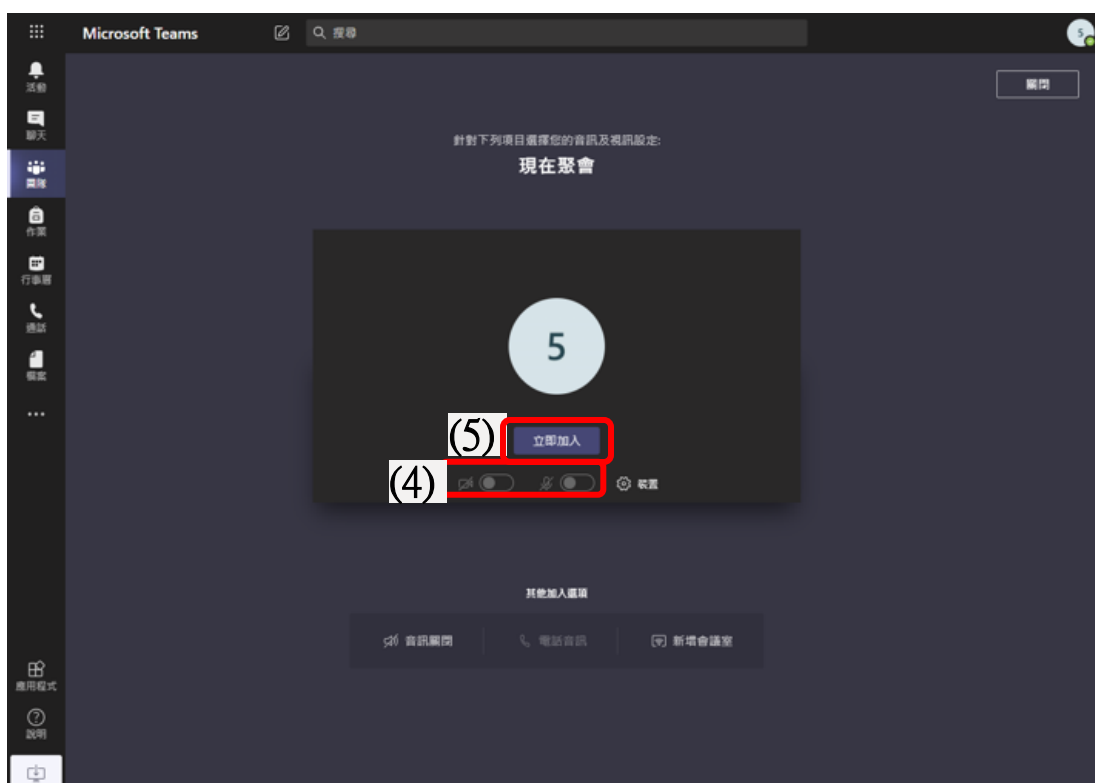 Microsoft Teams
搜尋
5
活動
聊天
團隊
作業
行事曆
通話
檔案
關閉
針對下列項目選擇您的音訊及視訊設定:
現在聚會
5
(5) 立即加入
(4) 裝置
其他加入選項
音訊關閉 電話音訊 新增會議室
應用程式
說明